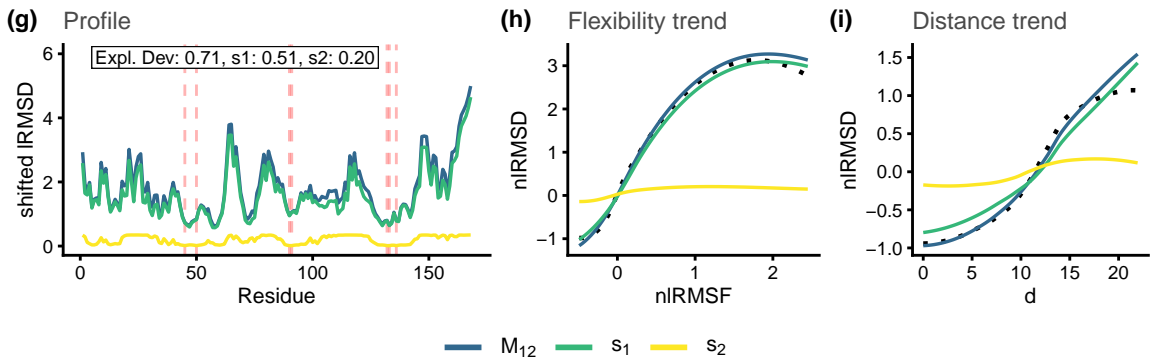 (g) Profile
Expl. Dev: 0.71, s1: 0.51, s2: 0.20
shifted lRMSD
6
4
2
0
0 50 100 150
Residue
(h) Flexibility trend
nlRMSD
3
2
1
0
−1
0 1 2
nlRMSF
(i) Distance trend
nlRMSD
1.5
1.0
0.5
0.0
−0.5
−1.0
0 5 10 15 20
d
M12 s1 s2